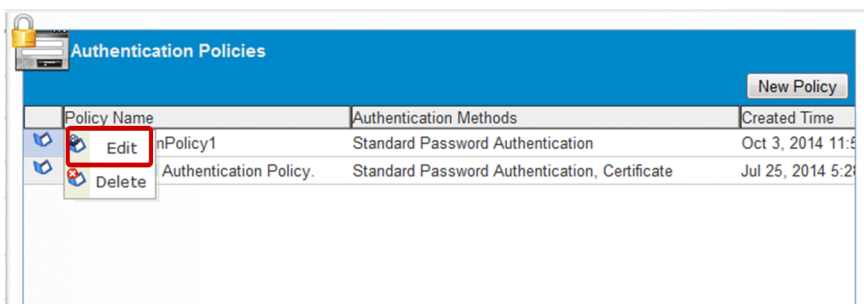 Authentication Policies
New Policy
Policy Name Authentication Methods Created Time
Edit nPolicy1 Standard Password Authentication Oct 3, 2014 11:5
Delete Authentication Policy. Standard Password Authentication, Certificate Jul 25, 2014 5:28